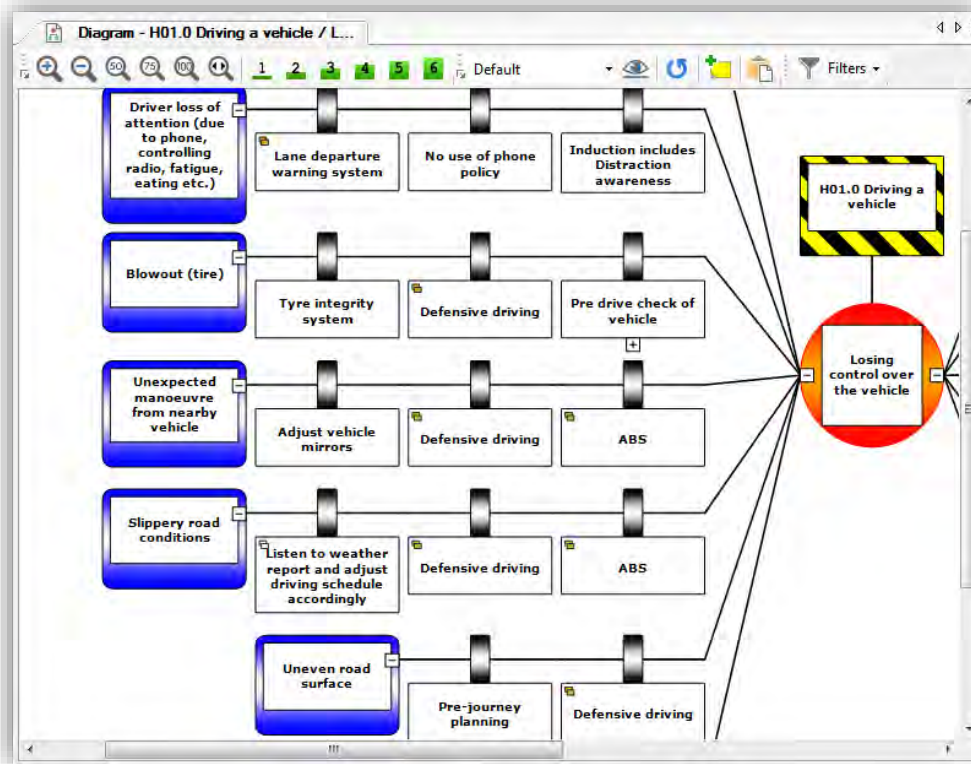 Diagram - H01.0 Driving a vehicle / L...
50
75
100
1
2
3
4
5
6
Default
Filters
Driver loss of
attention (due
to phone,
controlling
radio, fatigue,
eating etc.)
Lane departure
warning system
No use of phone
policy
Induction includes
Distraction
awareness
H01.0 Driving a
vehicle
Blowout (tire)
Tyre integrity
system
Defensive driving
Pre drive check of
vehicle
Losing
control over
the vehicle
Unexpected
manoeuvre
from nearby
vehicle
Adjust vehicle
mirrors
Defensive driving
ABS
Slippery road
conditions
Listen to weather
report and adjust
driving schedule
accordingly
Defensive driving
ABS
Uneven road
surface
Pre-journey
planning
Defensive driving